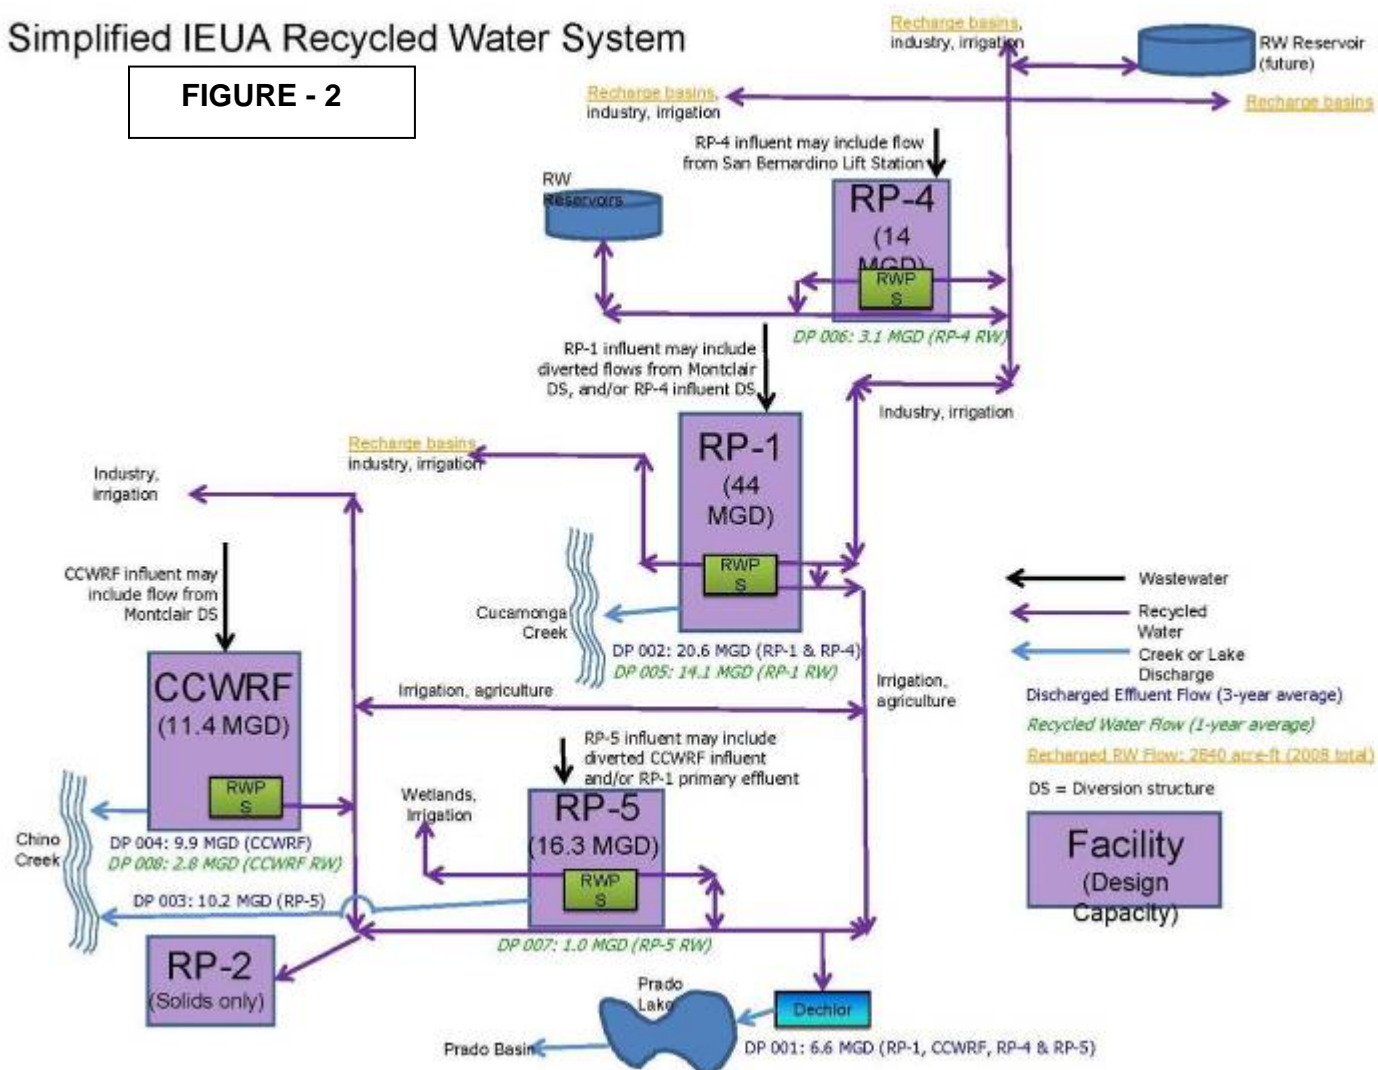 Simplified IEUA Recycled Water System
FIGURE - 2
Recharge basins,
industry, irrigation
RW Reservoir
(future)
Recharge basins,
industry, irrigation
Recharge basins
RP-4 influent may include flow
from San Bernardino Lift Station
RW
Reservoirs
RP-4
(14
MGD)
RWP
S
DP 006: 3.1 MGD (RP-4 RW)
RP-1 influent may include
diverted flows from Montclair
DS, and/or RP-4 influent DS
Industry, irrigation
RP-1
(44
MGD)
RWP
S
Recharge basins,
industry, irrigation
Industry,
irrigation
CCWRF influent may
include flow from
Montclair DS
Cucamonga
Creek
DP 002: 20.6 MGD (RP-1 & RP-4)
DP 005: 14.1 MGD (RP-1 RW)
Wastewater
Recycled
Water
Creek or Lake
Discharge
Discharged Effluent Flow (3-year average)
Recycled Water Flow (1-year average)
Recharged RW Flow: 2840 acre-ft (2008 total)
DS = Diversion structure
Facility
(Design
Capacity)
CCWRF
(11.4 MGD)
RWP
S
Irrigation, agriculture
Irrigation,
agriculture
RP-5 influent may include
diverted CCWRF influent
and/or RP-1 primary effluent
Wetlands,
Irrigation
RP-5
(16.3 MGD)
RWP
S
Chino
Creek
DP 004: 9.9 MGD (CCWRF)
DP 008: 2.8 MGD (CCWRF RW)
DP 003: 10.2 MGD (RP-5)
DP 007: 1.0 MGD (RP-5 RW)
RP-2
(Solids only)
Prado
Lake
Dechlor
Prado Basin
DP 001: 6.6 MGD (RP-1, CCWRF, RP-4 & RP-5)